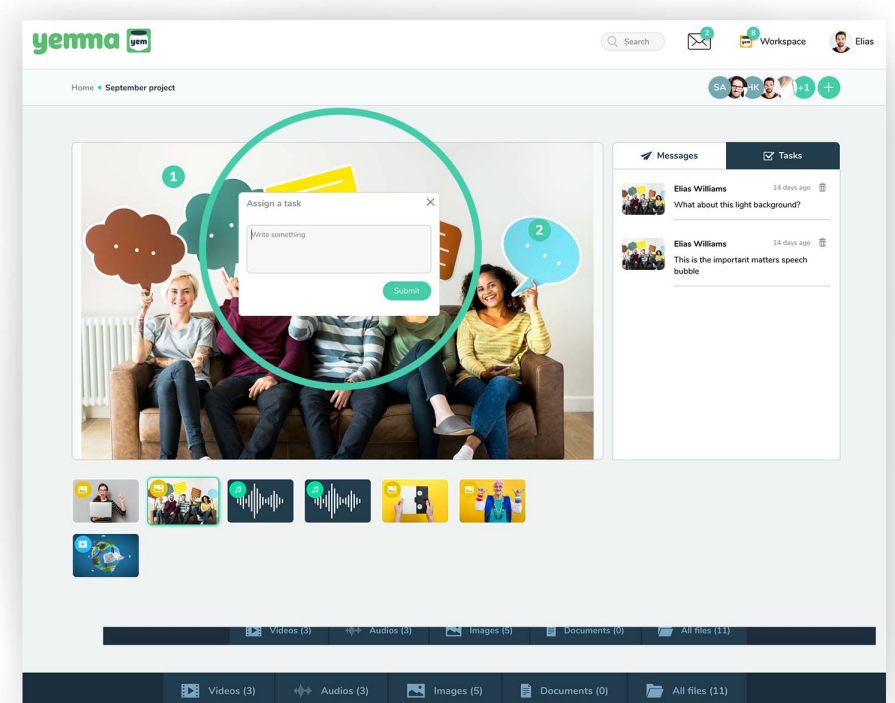 yemma yem
Search
2
yem
8
Workspace
Elias
Home • September project
SA
HK
+1
+
1
2
Assign a task
Write something
Submit
Messages
Tasks
Elias Williams
14 days ago
What about this light background?
Elias Williams
14 days ago
This is the important matters speech
bubble
Videos (3)
Audios (3)
Images (5)
Documents (0)
All files (11)
Videos (3)
Audios (3)
Images (5)
Documents (0)
All files (11)